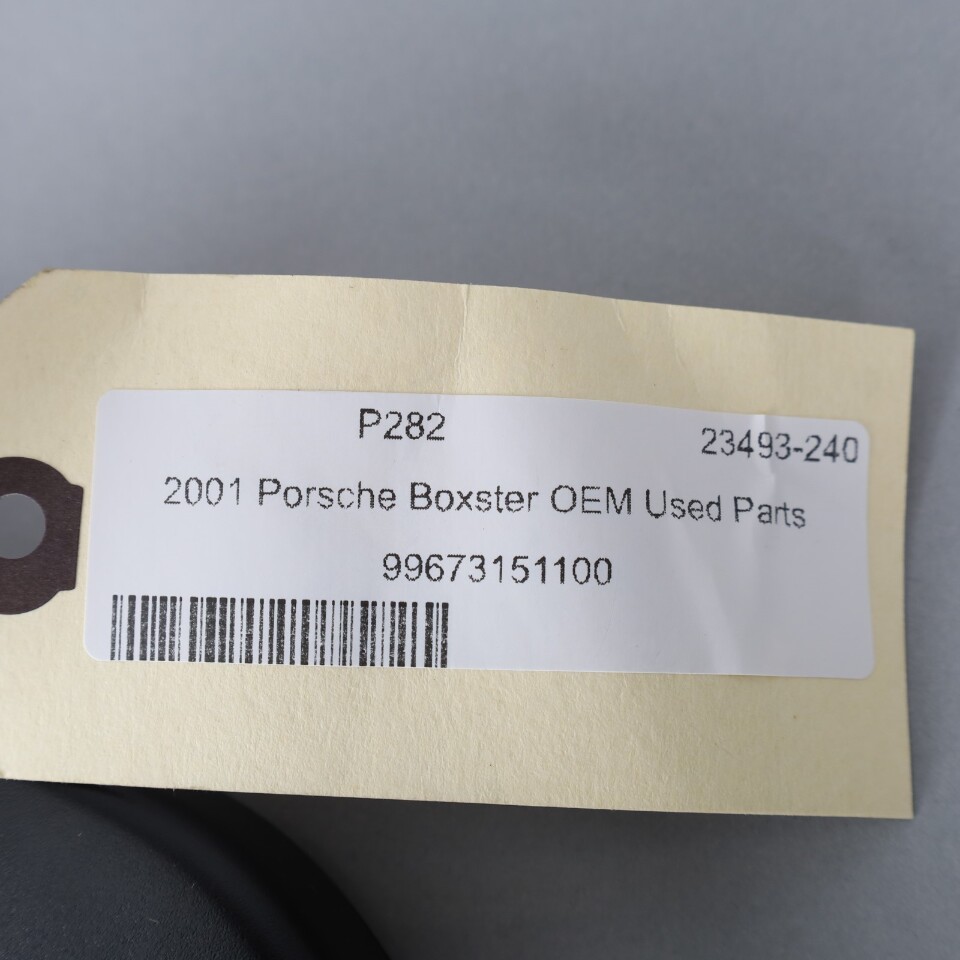 P282 23493-240
2001 Porsche Boxster OEM Used Parts
99673151100